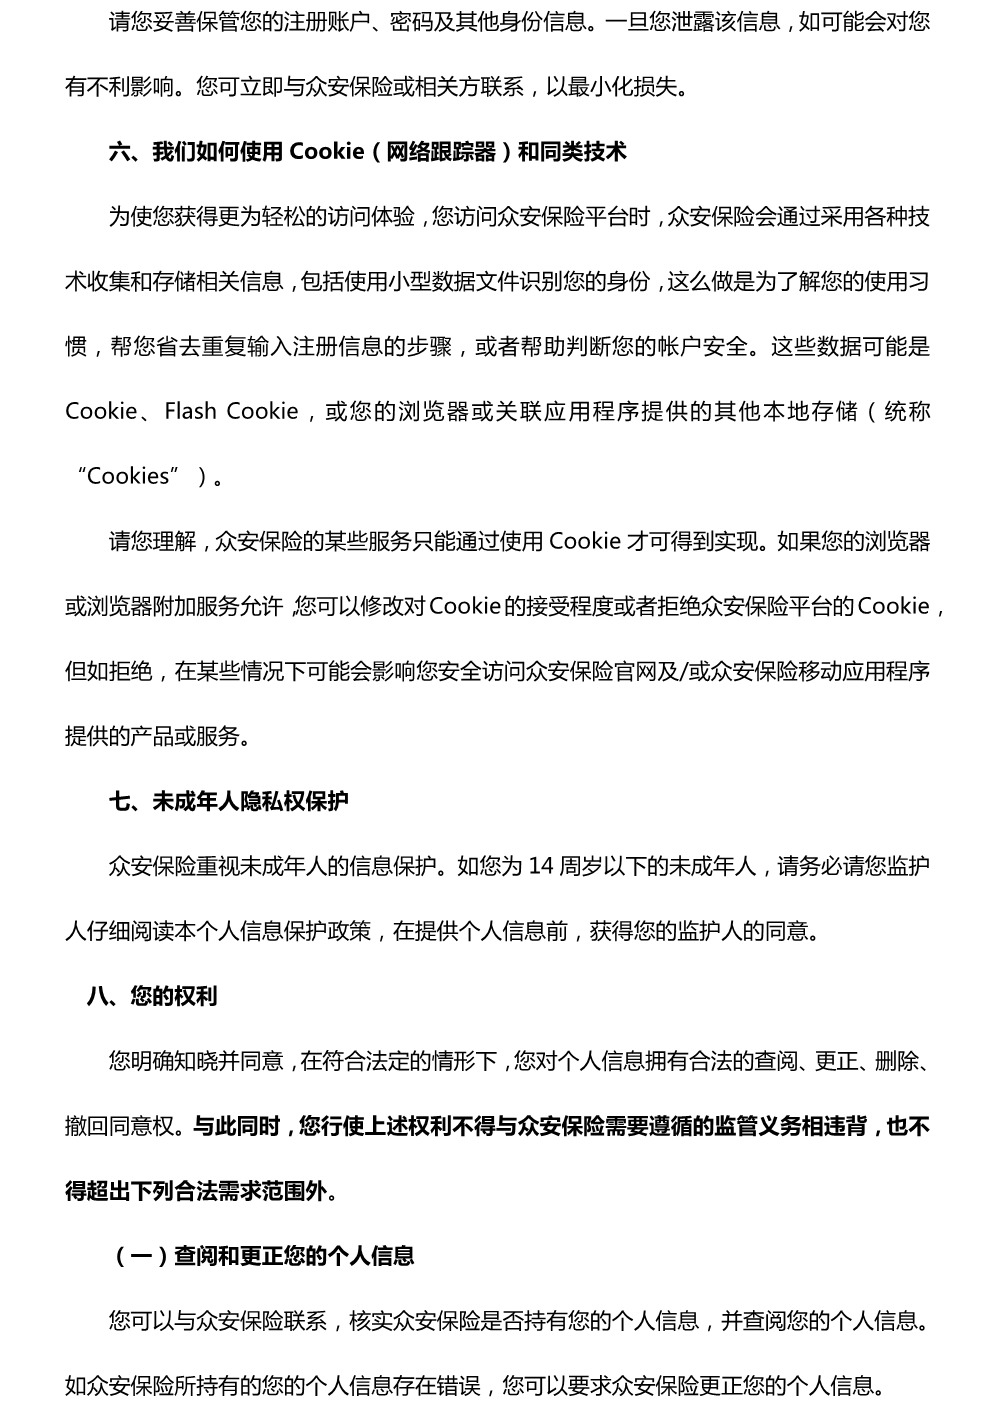 请您妥善保管您的注册账户、密码及其他身份信息。一旦您泄露该信息，如可能会对您
有不利影响。您可立即与众安保险或相关方联系，以最小化损失。
六、我们如何使用 Cookie（网络跟踪器）和同类技术
为使您获得更为轻松的访问体验，您访问众安保险平台时，众安保险会通过采用各种技
术收集和存储相关信息，包括使用小型数据文件识别您的身份，这么做是为了解您的使用习
惯，帮您省去重复输入注册信息的步骤，或者帮助判断您的帐户安全。这些数据可能是
Cookie、Flash Cookie，或您的浏览器或关联应用程序提供的其他本地存储（统称
“Cookies”）。
请您理解，众安保险的某些服务只能通过使用 Cookie 才可得到实现。如果您的浏览器
或浏览器附加服务允许，您可以修改对 Cookie 的接受程度或者拒绝众安保险平台的 Cookie，
但如拒绝，在某些情况下可能会影响您安全访问众安保险官网及/或众安保险移动应用程序
提供的产品或服务。
七、未成年人隐私权保护
众安保险重视未成年人的信息保护。如您为 14 周岁以下的未成年人，请务必请您监护
人仔细阅读本个人信息保护政策，在提供个人信息前，获得您的监护人的同意。
八、您的权利
您明确知晓并同意，在符合法定的情形下，您对个人信息拥有合法的查阅、更正、删除、
撤回同意权。与此同时，您行使上述权利不得与众安保险需要遵循的监管义务相违背，也不
得超出下列合法需求范围外。
（一）查阅和更正您的个人信息
您可以与众安保险联系，核实众安保险是否持有您的个人信息，并查阅您的个人信息。
如众安保险所持有的您的个人信息存在错误，您可以要求众安保险更正您的个人信息。